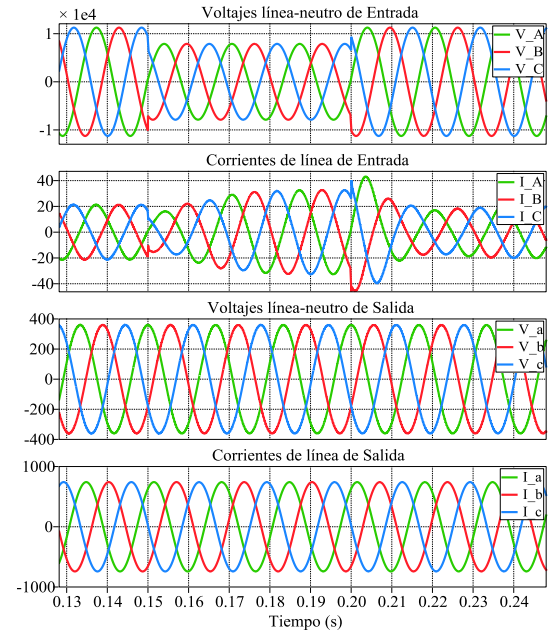 Voltajes línea-neutro de Entrada
× 1e4
1
0
-1
V_A
V_B
V_C
Corrientes de línea de Entrada
40
20
0
-20
-40
I_A
I_B
I_C
Voltajes línea-neutro de Salida
400
200
0
-200
-400
V_a
V_b
V_c
Corrientes de línea de Salida
1000
0
-1000
I_a
I_b
I_c
0.13 0.14 0.15 0.16 0.17 0.18 0.19 0.20 0.21 0.22 0.23 0.24
Tiempo (s)